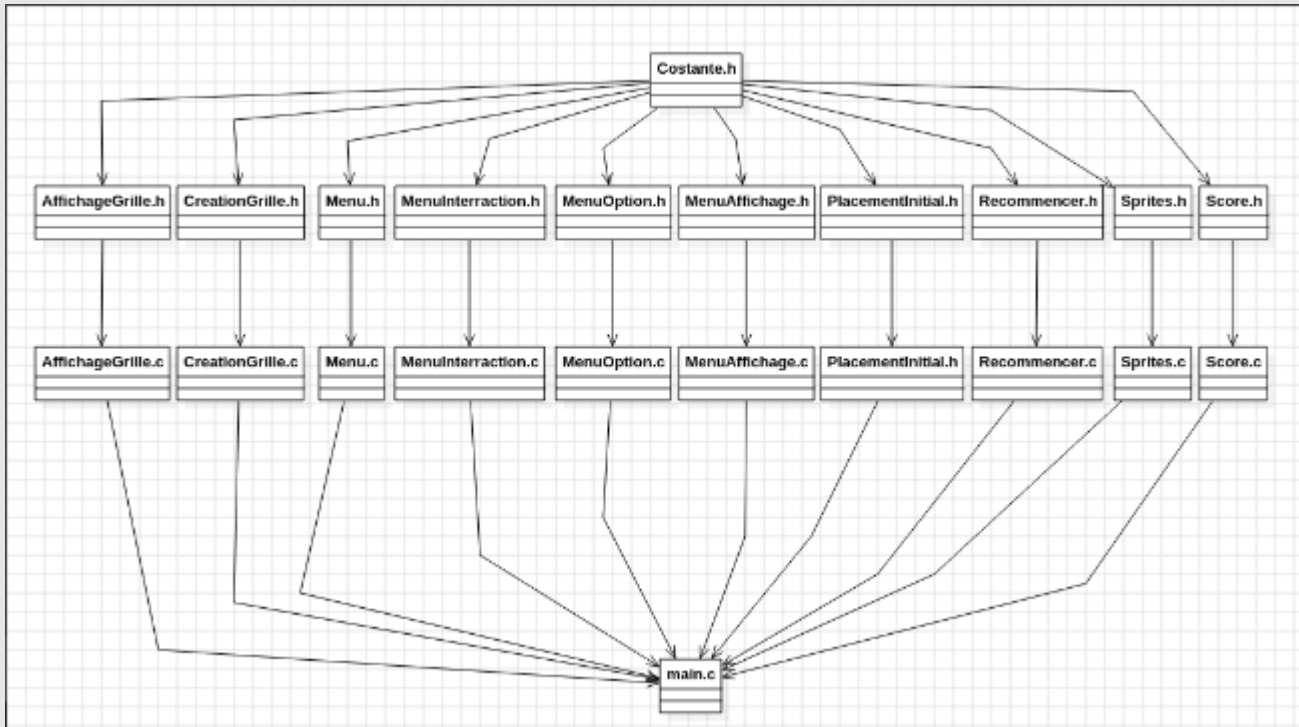 Costante.h
AffichageGrille.h
CreationGrille.h
Menu.h
MenuInterraction.h
MenuOption.h
MenuAffichage.h
PlacementInitial.h
Recommencer.h
Sprites.h
Score.h
AffichageGrille.c
CreationGrille.c
Menu.c
MenuInterraction.c
MenuOption.c
MenuAffichage.c
PlacementInitial.h
Recommencer.c
Sprites.c
Score.c
main.c